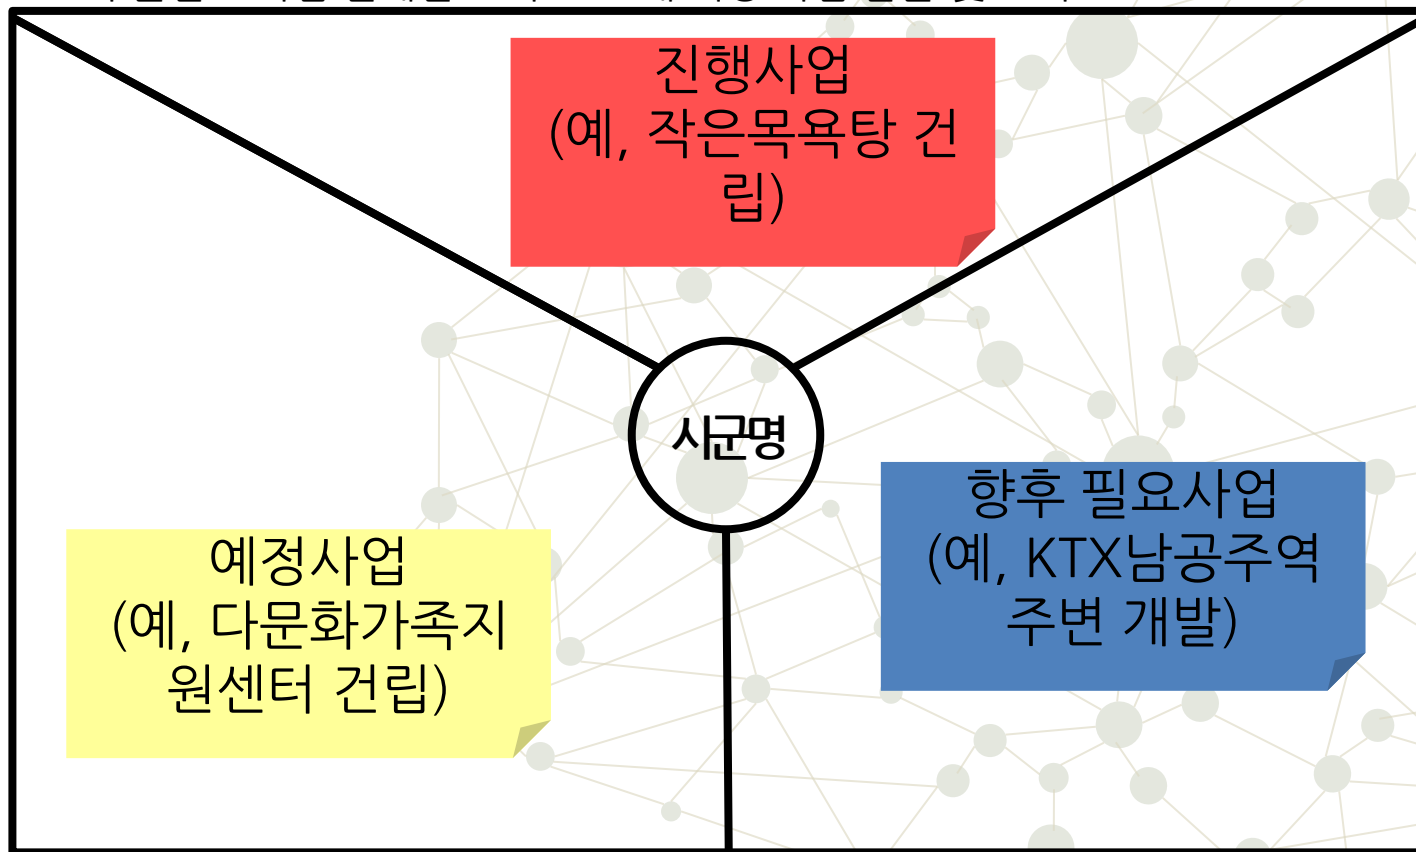 진행사업
(예, 작은목욕탕 건
립)
시군명
향후 필요사업
(예, KTX남공주역
주변 개발)
예정사업
(예, 다문화가족지
원센터 건립)